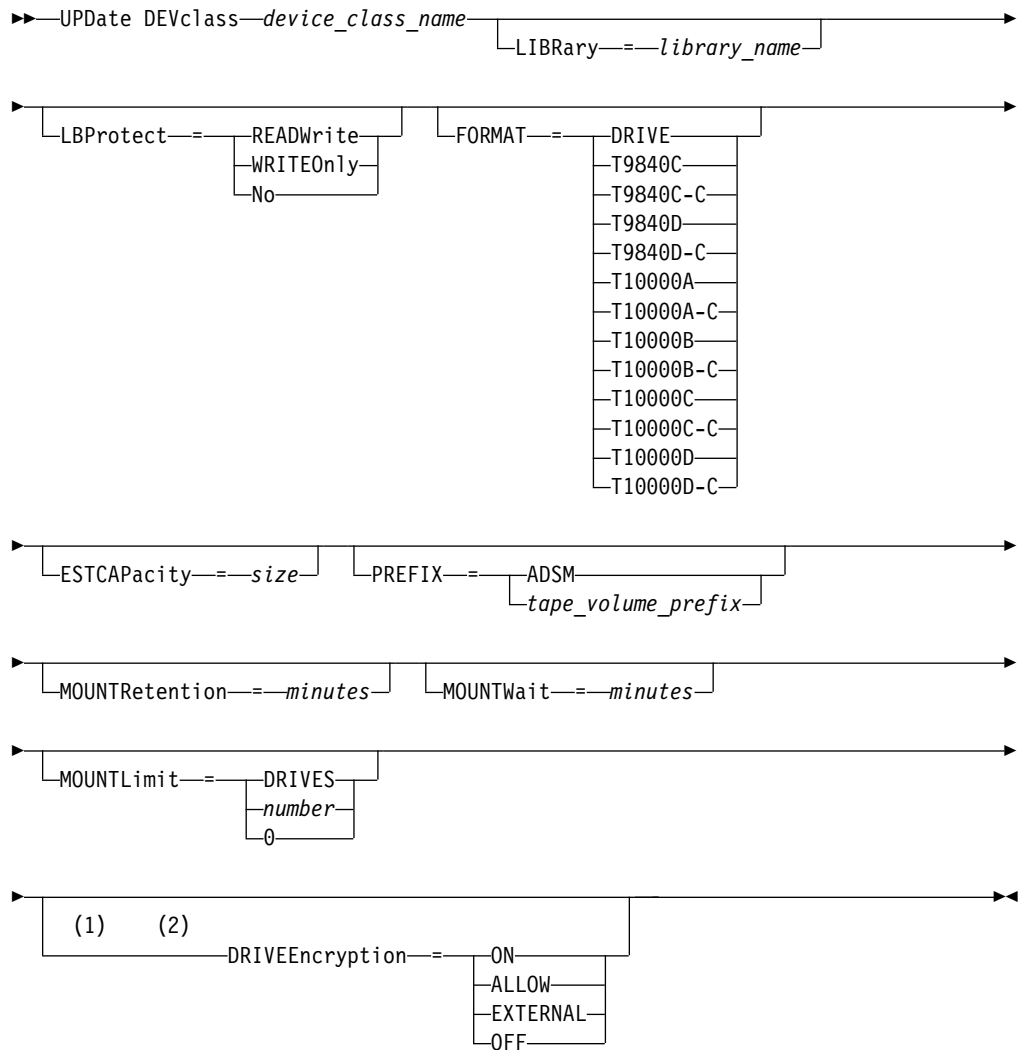 UPDate DEVclass device_class_name
LIBRary = library_name
LBProtect = READWrite FORMAT = DRIVE
WRITEOnly T9840C
No T9840C-C
T9840D
T9840D-C
T10000A
T10000A-C
T10000B
T10000B-C
T10000C
T10000C-C
T10000D
T10000D-C
ESTCAPacity = size PREFIX = ADSM
tape_volume_prefix
MOUNTRetention = minutes MOUNTWait = minutes
MOUNTLimit = DRIVES
number
0
(1) (2)
DRIVEEncryption = ON
ALLOW
EXTERNAL
OFF